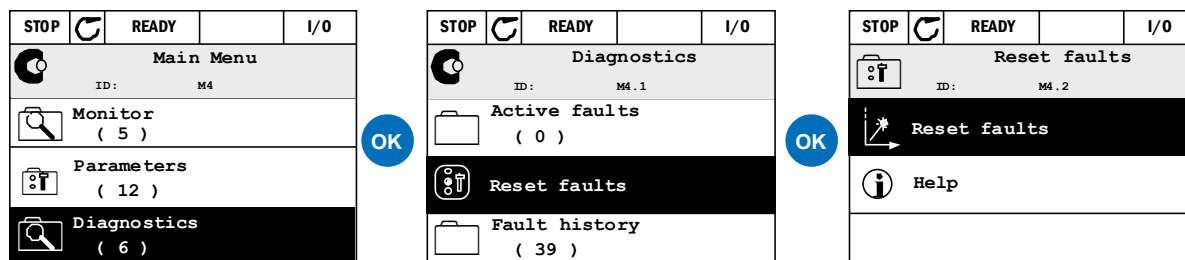 STOP READY I/O
Main Menu
ID: M4
Monitor
( 5 )
Parameters
( 12 )
Diagnostics
( 6 )
OK
STOP READY I/O
Diagnostics
ID: M4.1
Active faults
( 0 )
Reset faults
Fault history
( 39 )
OK
STOP READY I/O
Reset faults
ID: M4.2
Reset faults
Help